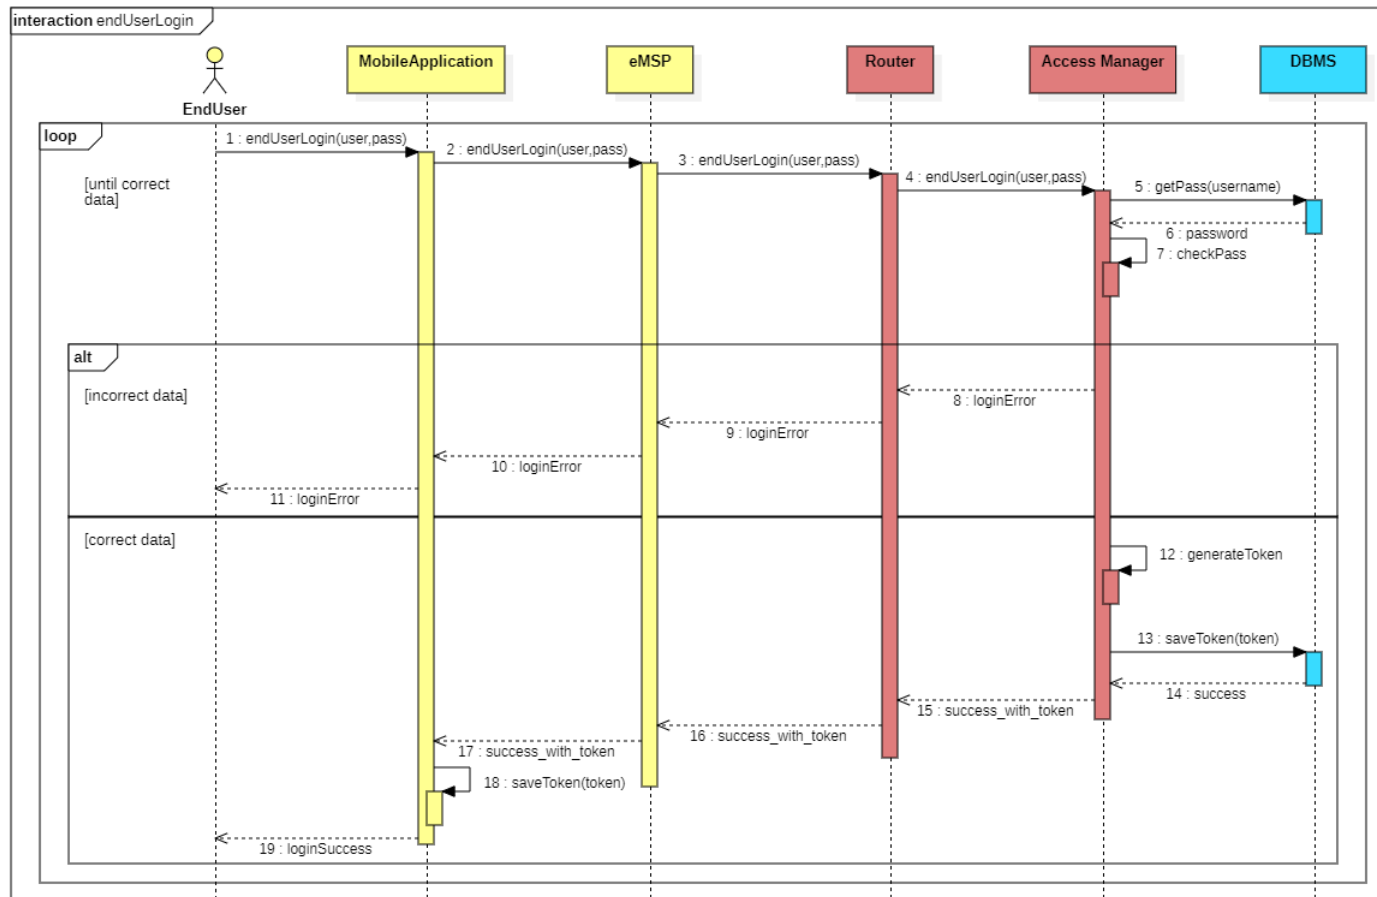 interaction endUserLogin
EndUser
MobileApplication
eMSP
Router
Access Manager
DBMS
loop
[until correct
data]
1 : endUserLogin(user,pass)
2 : endUserLogin(user,pass)
3 : endUserLogin(user,pass)
4 : endUserLogin(user,pass)
5 : getPass(username)
6 : password
7 : checkPass
alt
[incorrect data]
8 : loginError
9 : loginError
10 : loginError
11 : loginError
[correct data]
12 : generateToken
13 : saveToken(token)
14 : success
15 : success_with_token
16 : success_with_token
17 : success_with_token
18 : saveToken(token)
19 : loginSuccess